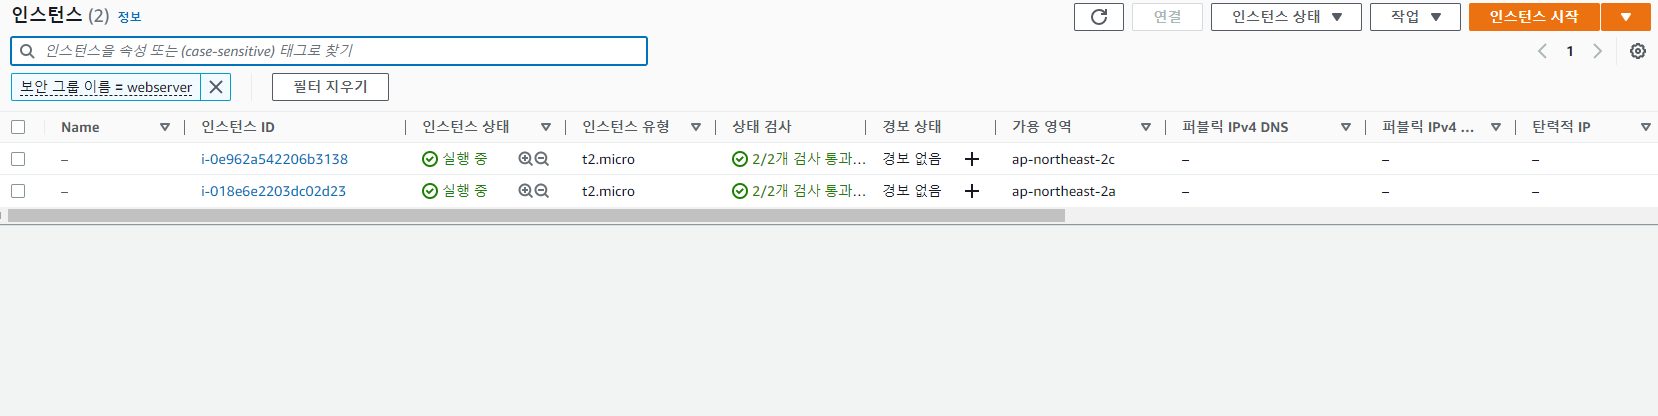 인스턴스 (2) 정보
연결 인스턴스 상태 작업 인스턴스 시작
인스턴스을 속성 또는 (case-sensitive) 태그로 찾기
1
보안 그룹 이름 = webserver 필터 지우기
Name 인스턴스 ID 인스턴스 상태 인스턴스 유형 상태 검사 경보 상태 가용 영역 퍼블릭 IPv4 DNS 퍼블릭 IPv4 ... 탄력적 IP
– i-0e962a542206b3138 실행 중 t2.micro 2/2개 검사 통과... 경보 없음 + ap-northeast-2c – – –
– i-018e6e2203dc02d23 실행 중 t2.micro 2/2개 검사 통과... 경보 없음 + ap-northeast-2a – – –